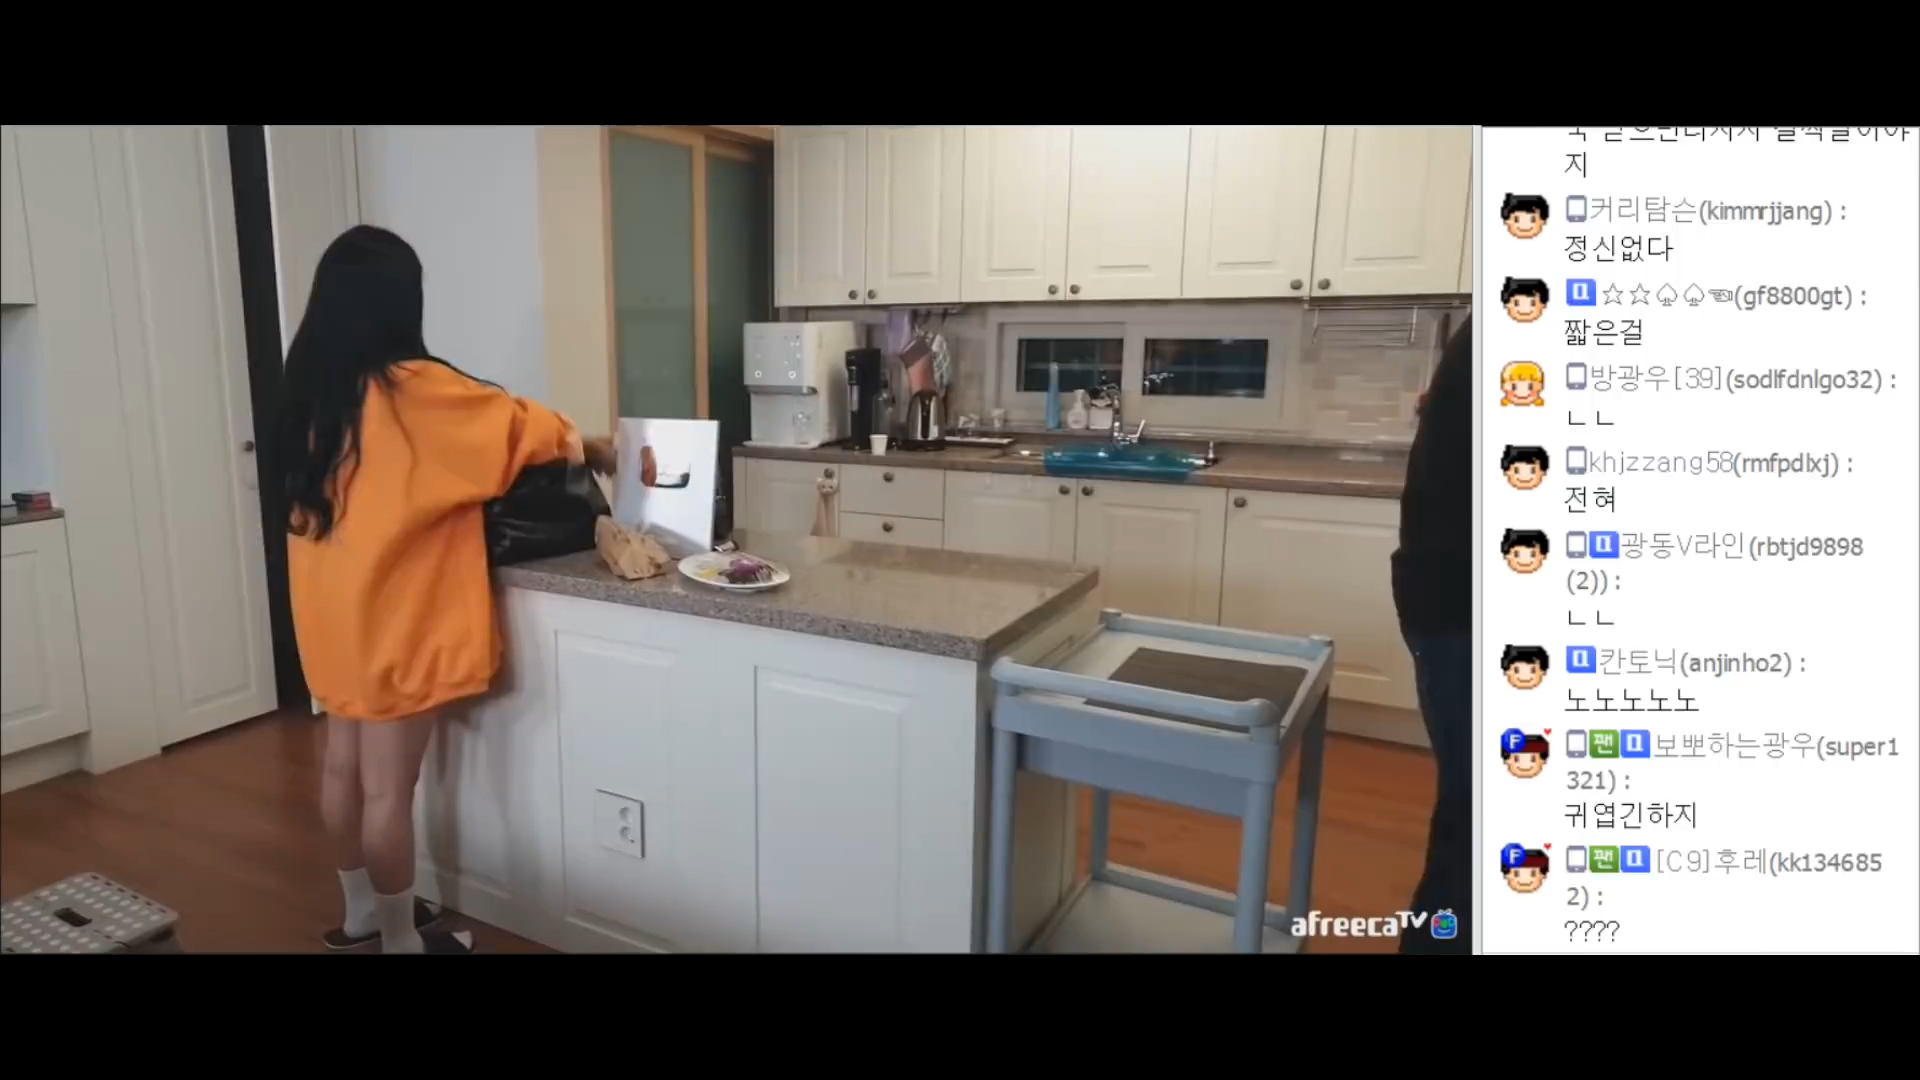 지
커리탐슨(kimmrjjang) :
정신없다
☆☆♤♤☜(gf8800gt) :
짧은걸
방광우[39](sodlfdnlgo32) :
ㄴㄴ
khjzzang58(rmfpdlxj) :
전혀
광동V라인(rbtjd9898
(2)) :
ㄴㄴ
칸토닉(anjinho2) :
노노노노노
팬 보뽀하는광우(super1
321) :
귀엽긴하지
팬 [C9]후레(kk134685
2) :
????
afreecaTV